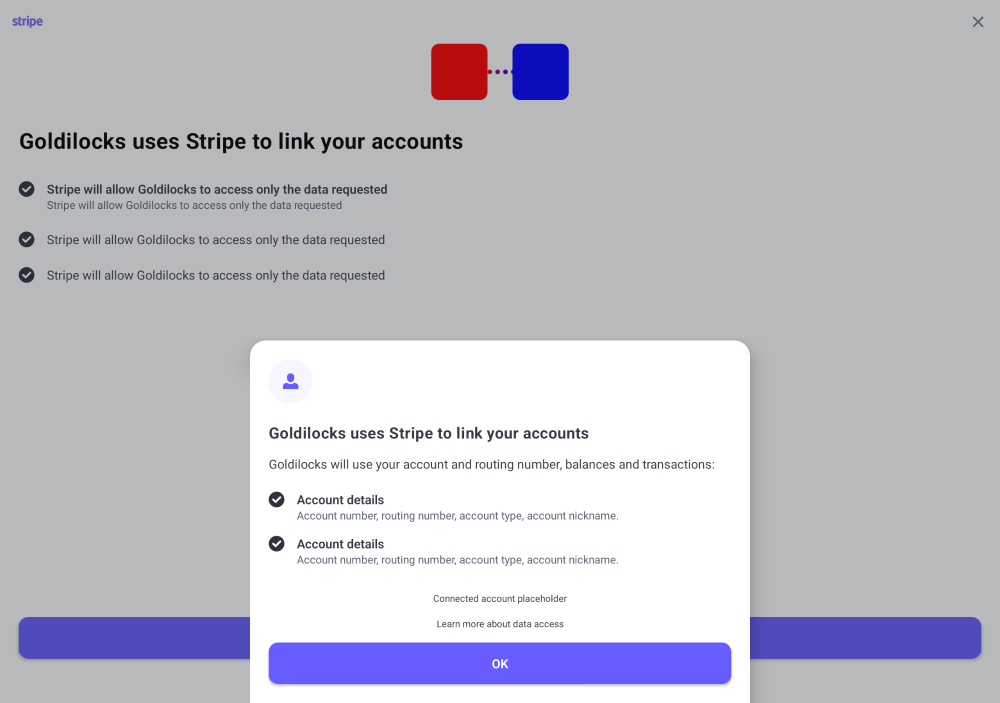 stripe
Goldilocks uses Stripe to link your accounts
Stripe will allow Goldilocks to access only the data requested
Stripe will allow Goldilocks to access only the data requested
Stripe will allow Goldilocks to access only the data requested
Stripe will allow Goldilocks to access only the data requested
Goldilocks uses Stripe to link your accounts
Goldilocks will use your account and routing number, balances and transactions:
Account details
Account number, routing number, account type, account nickname.
Account details
Account number, routing number, account type, account nickname.
Connected account placeholder
Learn more about data access
OK